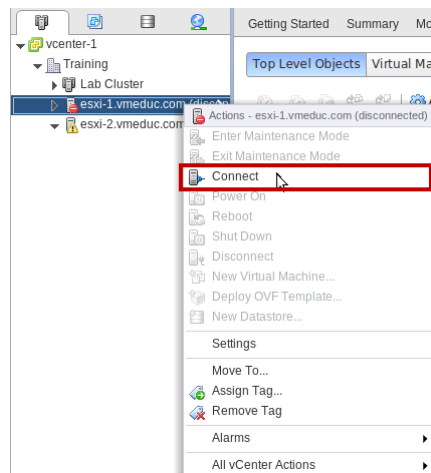 Getting Started Summary
vcenter-1
Training
Top Level Objects Virtual
Lab Cluster
esxi-1.vmeduc.com
Actions - esxi-1.vmeduc.com (disconnected)
esxi-2.vmeduc.com
Enter Maintenance Mode
Exit Maintenance Mode
Connect
Power On
Reboot
Shut Down
Disconnect
New Virtual Machine...
Deploy OVF Template...
New Datastore...
Settings
Move To...
Assign Tag...
Remove Tag
Alarms
All vCenter Actions